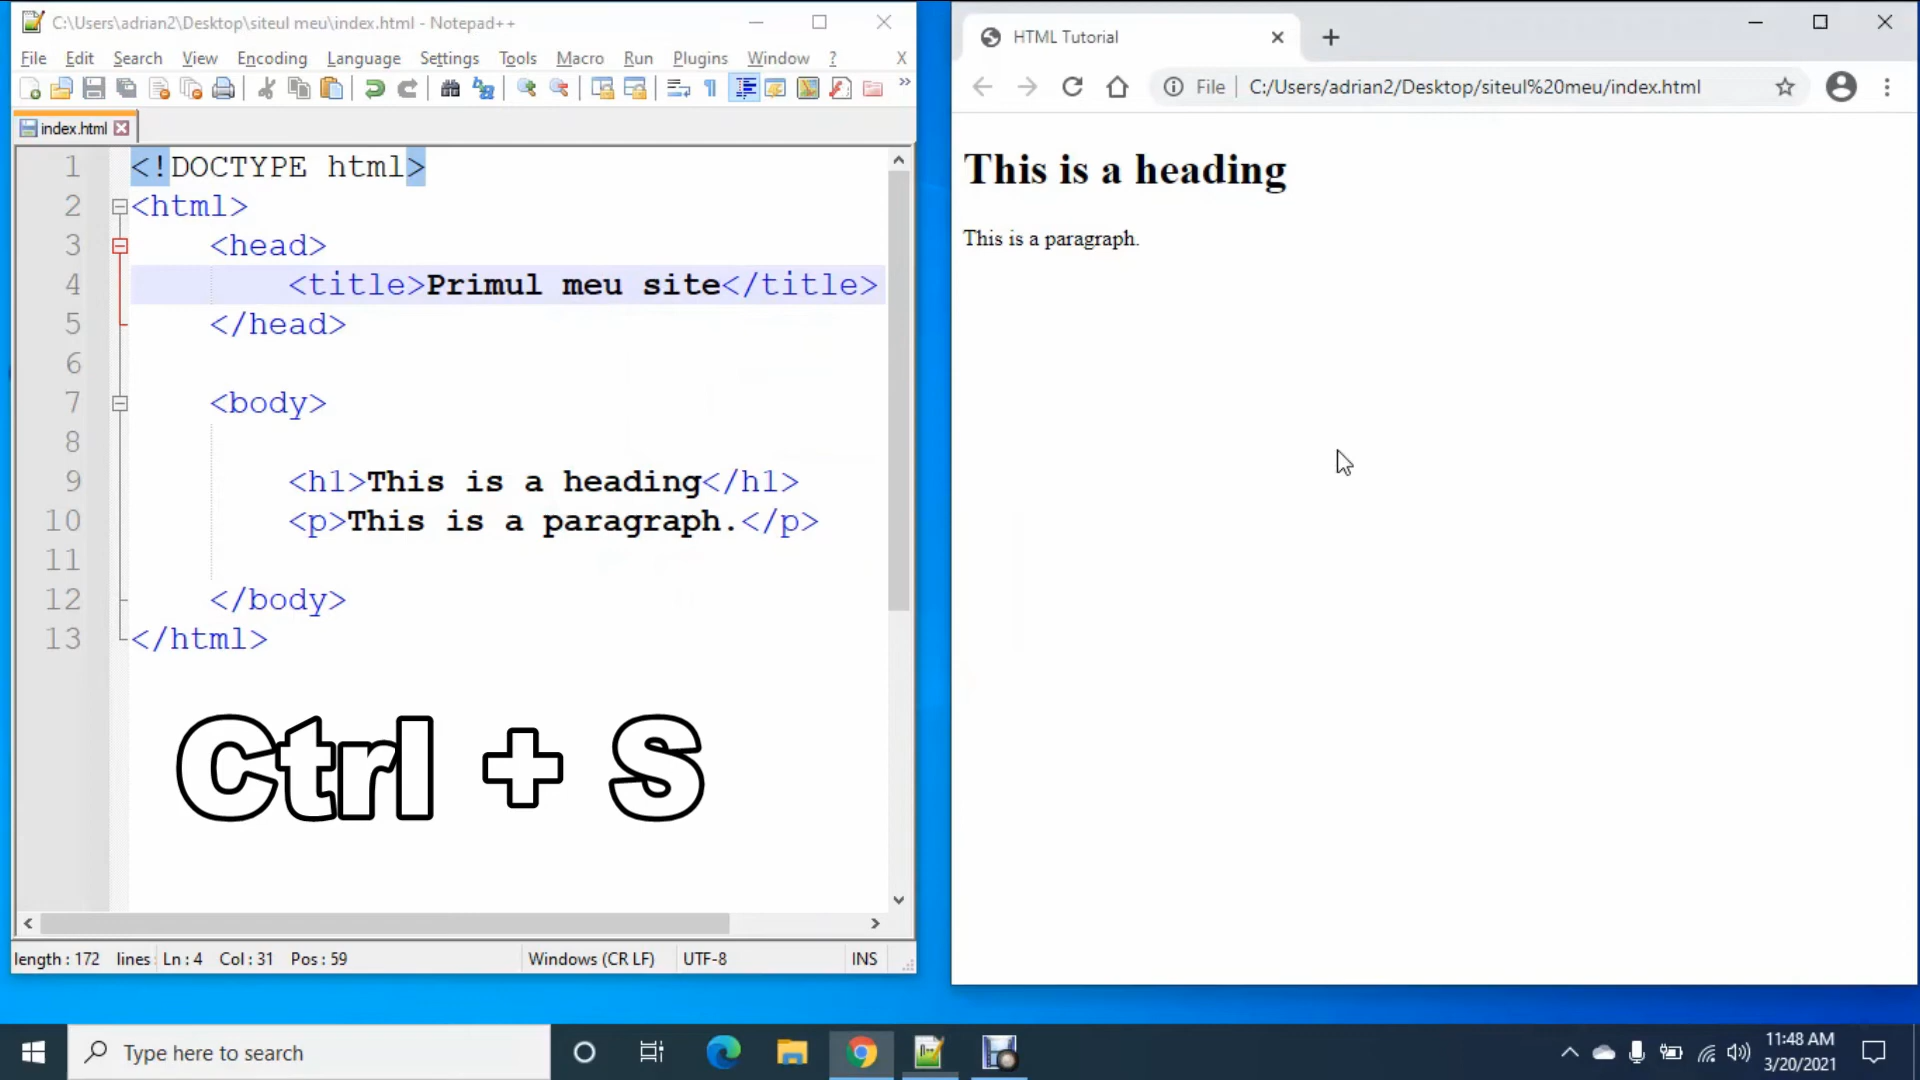 C:\Users\adrian2\Desktop\siteul meu\index.html - Notepad++
File Edit Search View Encoding Language Settings Tools Macro Run Plugins Window ? X
index.html
1 <!DOCTYPE html>
2 <html>
3 <head>
4 <title>Primul meu site</title>
5 </head>
6
7 <body>
8
9 <h1>This is a heading</h1>
10 <p>This is a paragraph.</p>
11
12 </body>
13 </html>
Ctrl + S
length : 172 lines Ln : 4 Col : 31 Pos : 59 Windows (CR LF) UTF-8 INS
HTML Tutorial
File C:/Users/adrian2/Desktop/siteul%20meu/index.html
This is a heading
This is a paragraph.
Type here to search
11:48 AM
3/20/2021